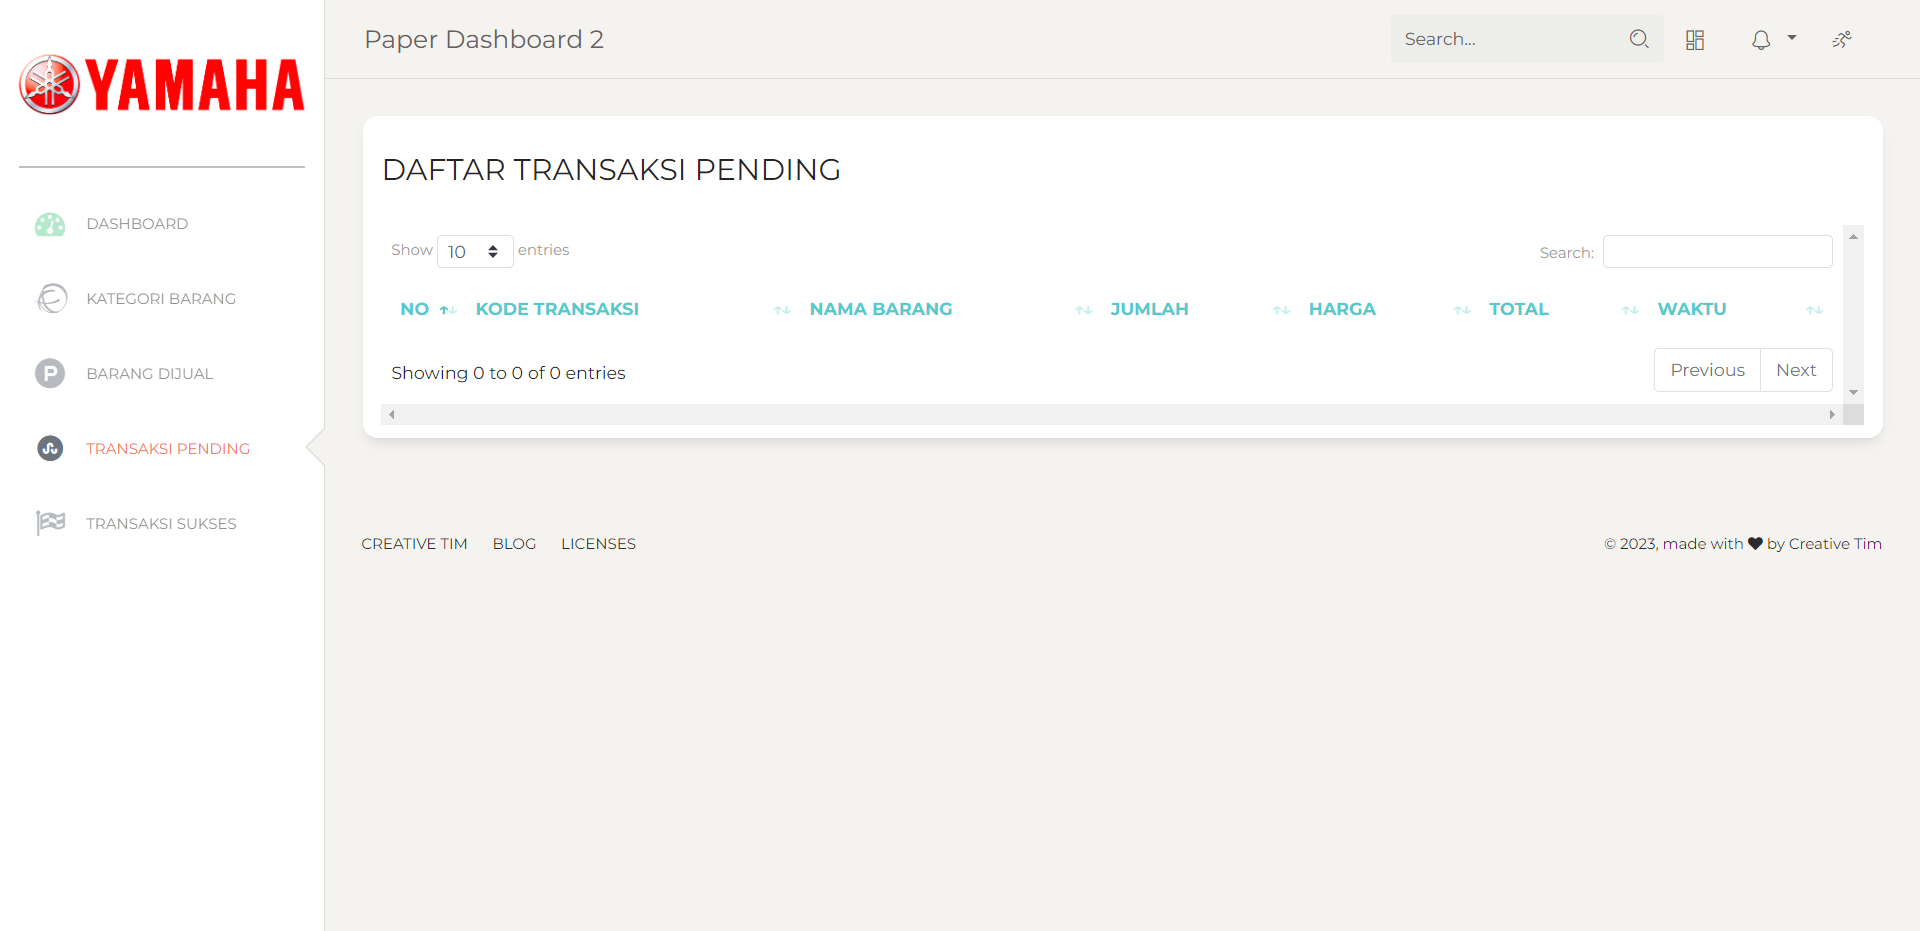 YAMAHA
DASHBOARD
KATEGORI BARANG
P
BARANG DIJUAL
TRANSAKSI PENDING
TRANSAKSI SUKSES
Paper Dashboard 2
Search...
DAFTAR TRANSAKSI PENDING
Show 10 entries
Search:
NO KODE TRANSAKSI NAMA BARANG JUMLAH HARGA TOTAL WAKTU
Showing 0 to 0 of 0 entries
Previous Next
CREATIVE TIM BLOG LICENSES
© 2023, made with ♥ by Creative Tim